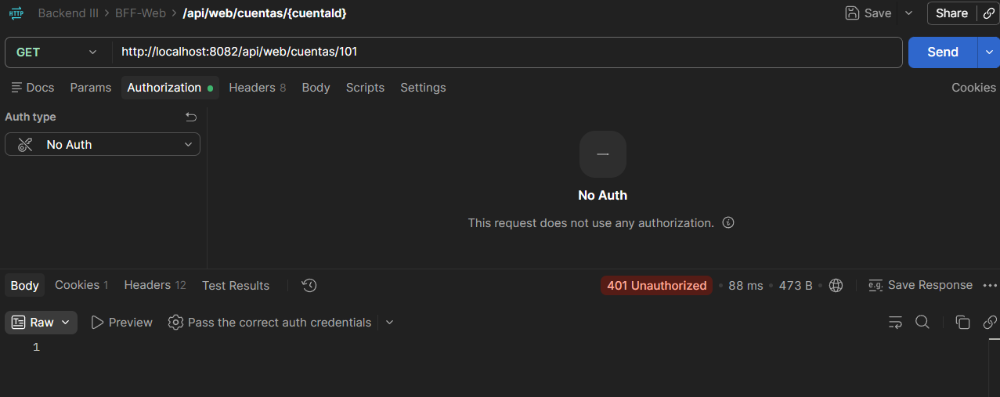 HTTP Backend III > BFF-Web > /api/web/cuentas/{cuentaId} Save Share
GET http://localhost:8082/api/web/cuentas/101 Send
Docs Params Authorization Headers 8 Body Scripts Settings Cookies
Auth type
No Auth
No Auth
This request does not use any authorization.
Body Cookies 1 Headers 12 Test Results 401 Unauthorized • 88 ms • 473 B • e.g. Save Response
Raw Preview Pass the correct auth credentials
1